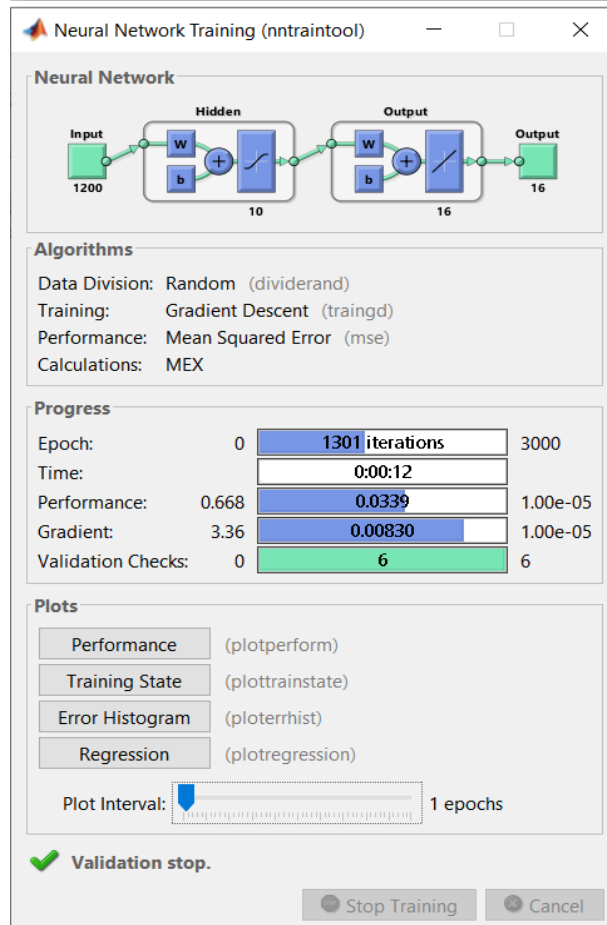 Neural Network Training (nntraintool)
Neural Network
Hidden Output
Input Output
W W
b b
1200 16
10 16
Algorithms
Data Division: Random (dividerand)
Training: Gradient Descent (traingd)
Performance: Mean Squared Error (mse)
Calculations: MEX
Progress
Epoch: 0 1301 iterations 3000
Time: 0:00:12
Performance: 0.668 0.0339 1.00e-05
Gradient: 3.36 0.00830 1.00e-05
Validation Checks: 0 6 6
Plots
Performance (plotperform)
Training State (plottrainstate)
Error Histogram (ploterrhist)
Regression (plotregression)
Plot Interval: 1 epochs
Validation stop.
Stop Training Cancel